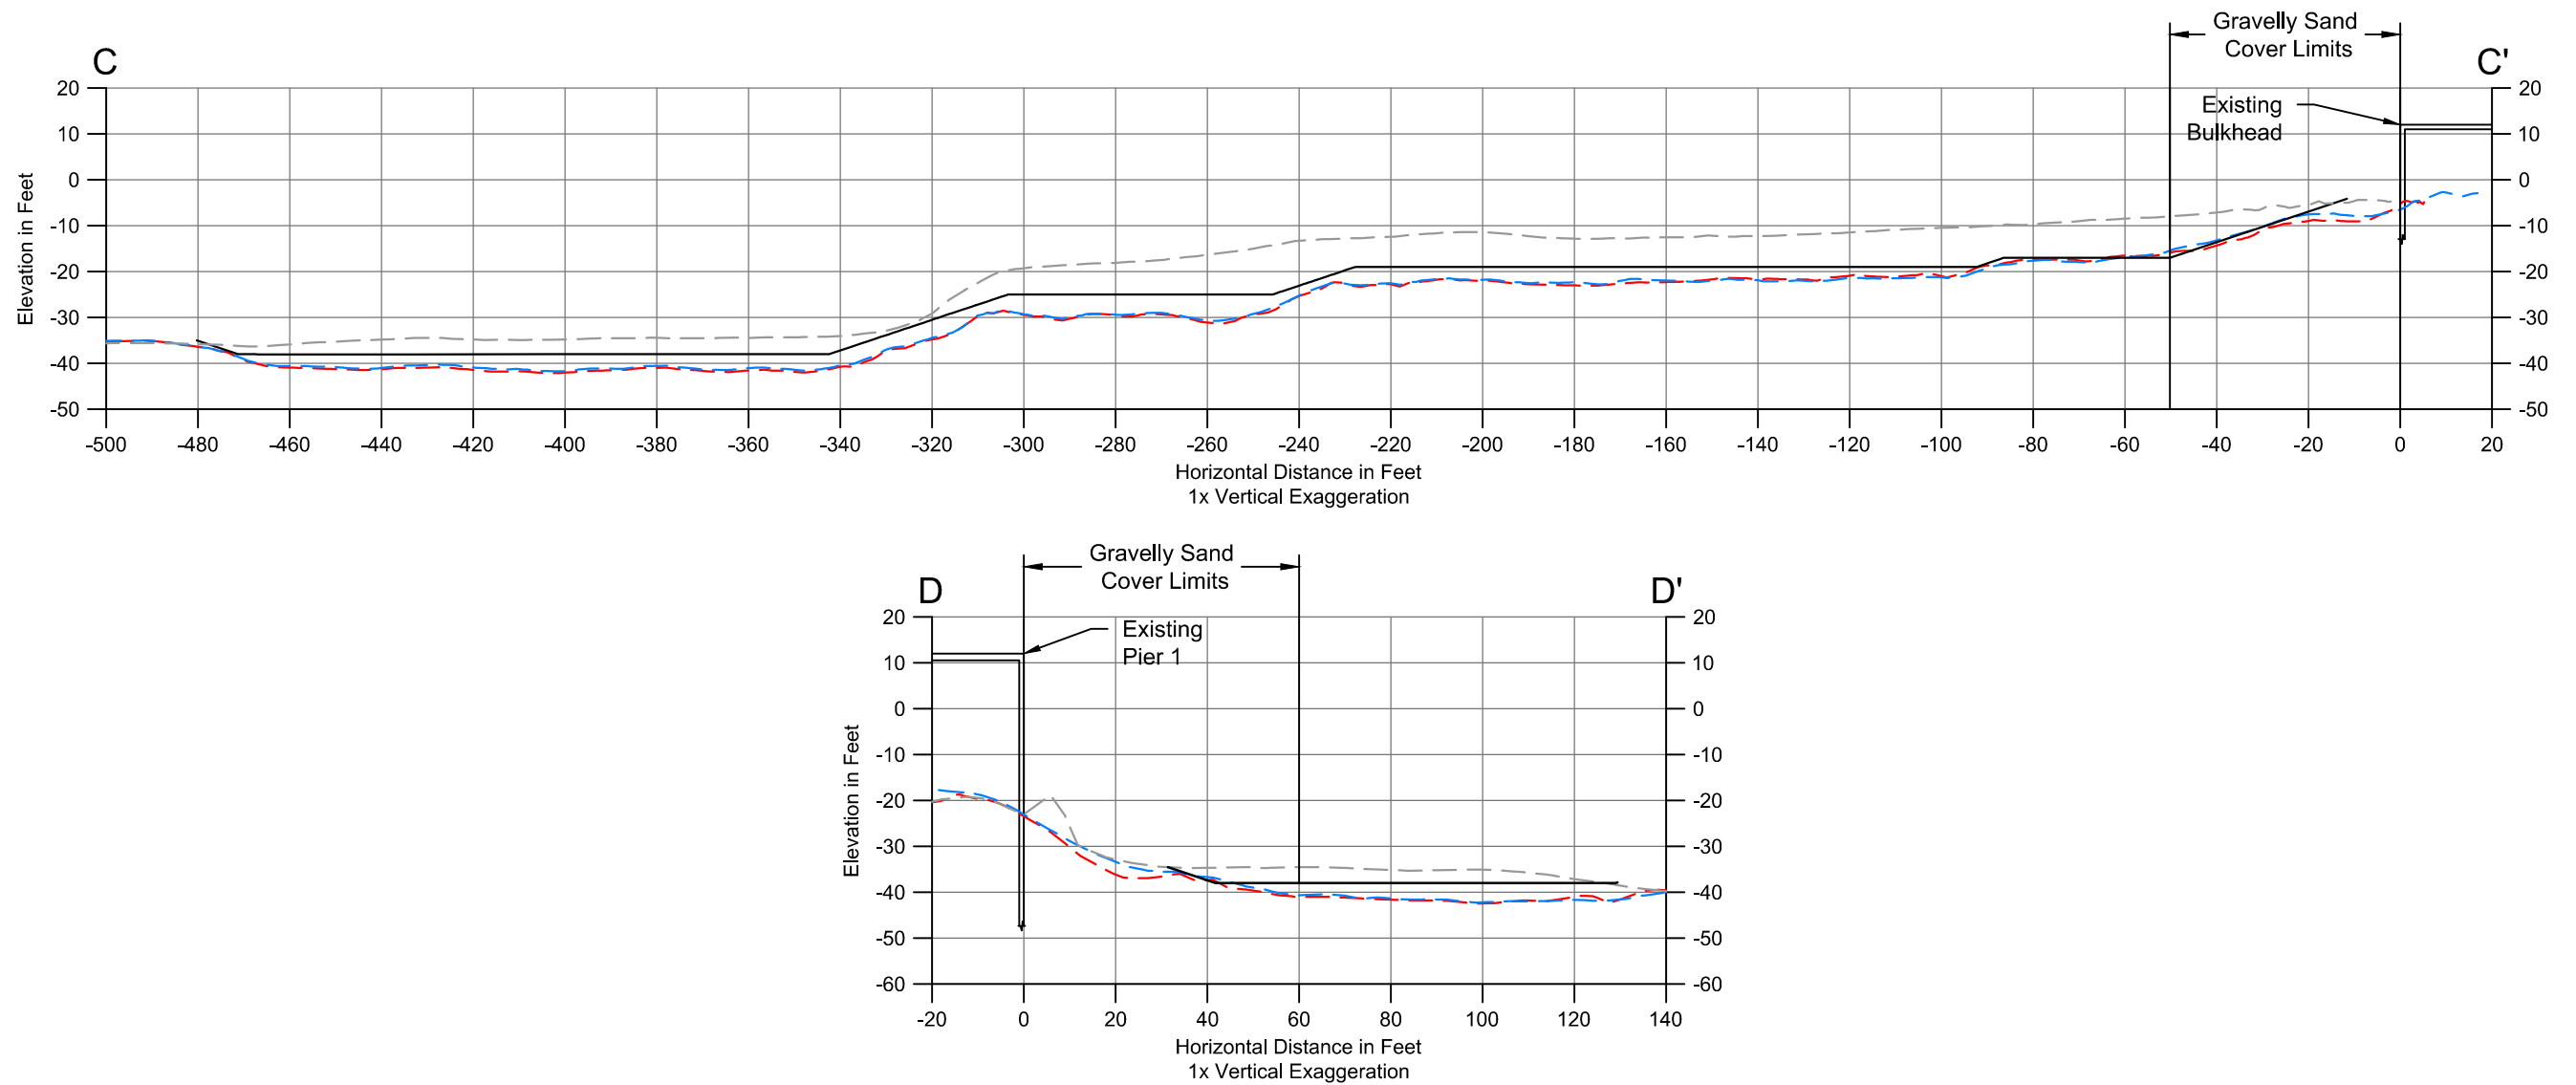 Gravelly Sand
Cover Limits
C
C'
20
10
0
-10
-20
-30
-40
-50
Elevation in Feet
Existing
Bulkhead
20
10
0
-10
-20
-30
-40
-50
-500 -480 -460 -440 -420 -400 -380 -360 -340 -320 -300 -280 -260 -240 -220 -200 -180 -160 -140 -120 -100 -80 -60 -40 -20 0 20
Horizontal Distance in Feet
1x Vertical Exaggeration
Gravelly Sand
Cover Limits
D
D'
20
10
0
-10
-20
-30
-40
-50
-60
Elevation in Feet
Existing
Pier 1
20
10
0
-10
-20
-30
-40
-50
-60
-20 0 20 40 60 80 100 120 140
Horizontal Distance in Feet
1x Vertical Exaggeration